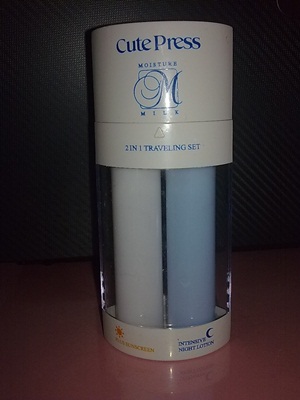 Cute Press
MOISTURE
M
MILK
2 IN 1 TRAVELING SET
INTENSIVE
NIGHT LOTION